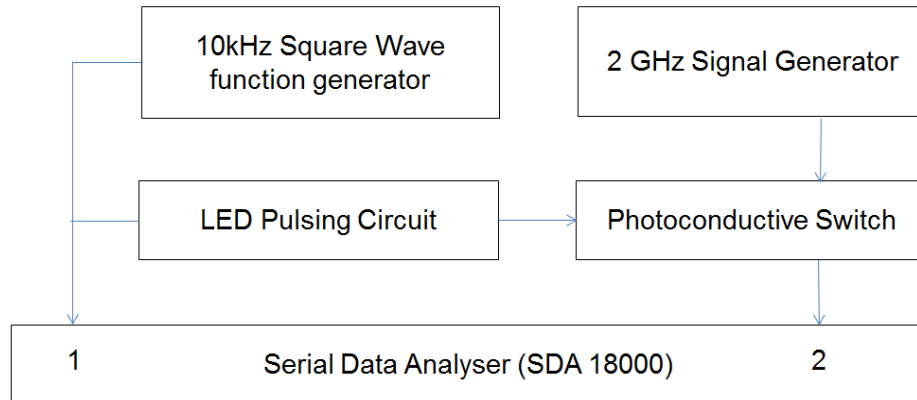 10kHz Square Wave
function generator
2 GHz Signal Generator
LED Pulsing Circuit
Photoconductive Switch
1
Serial Data Analyser (SDA 18000)
2